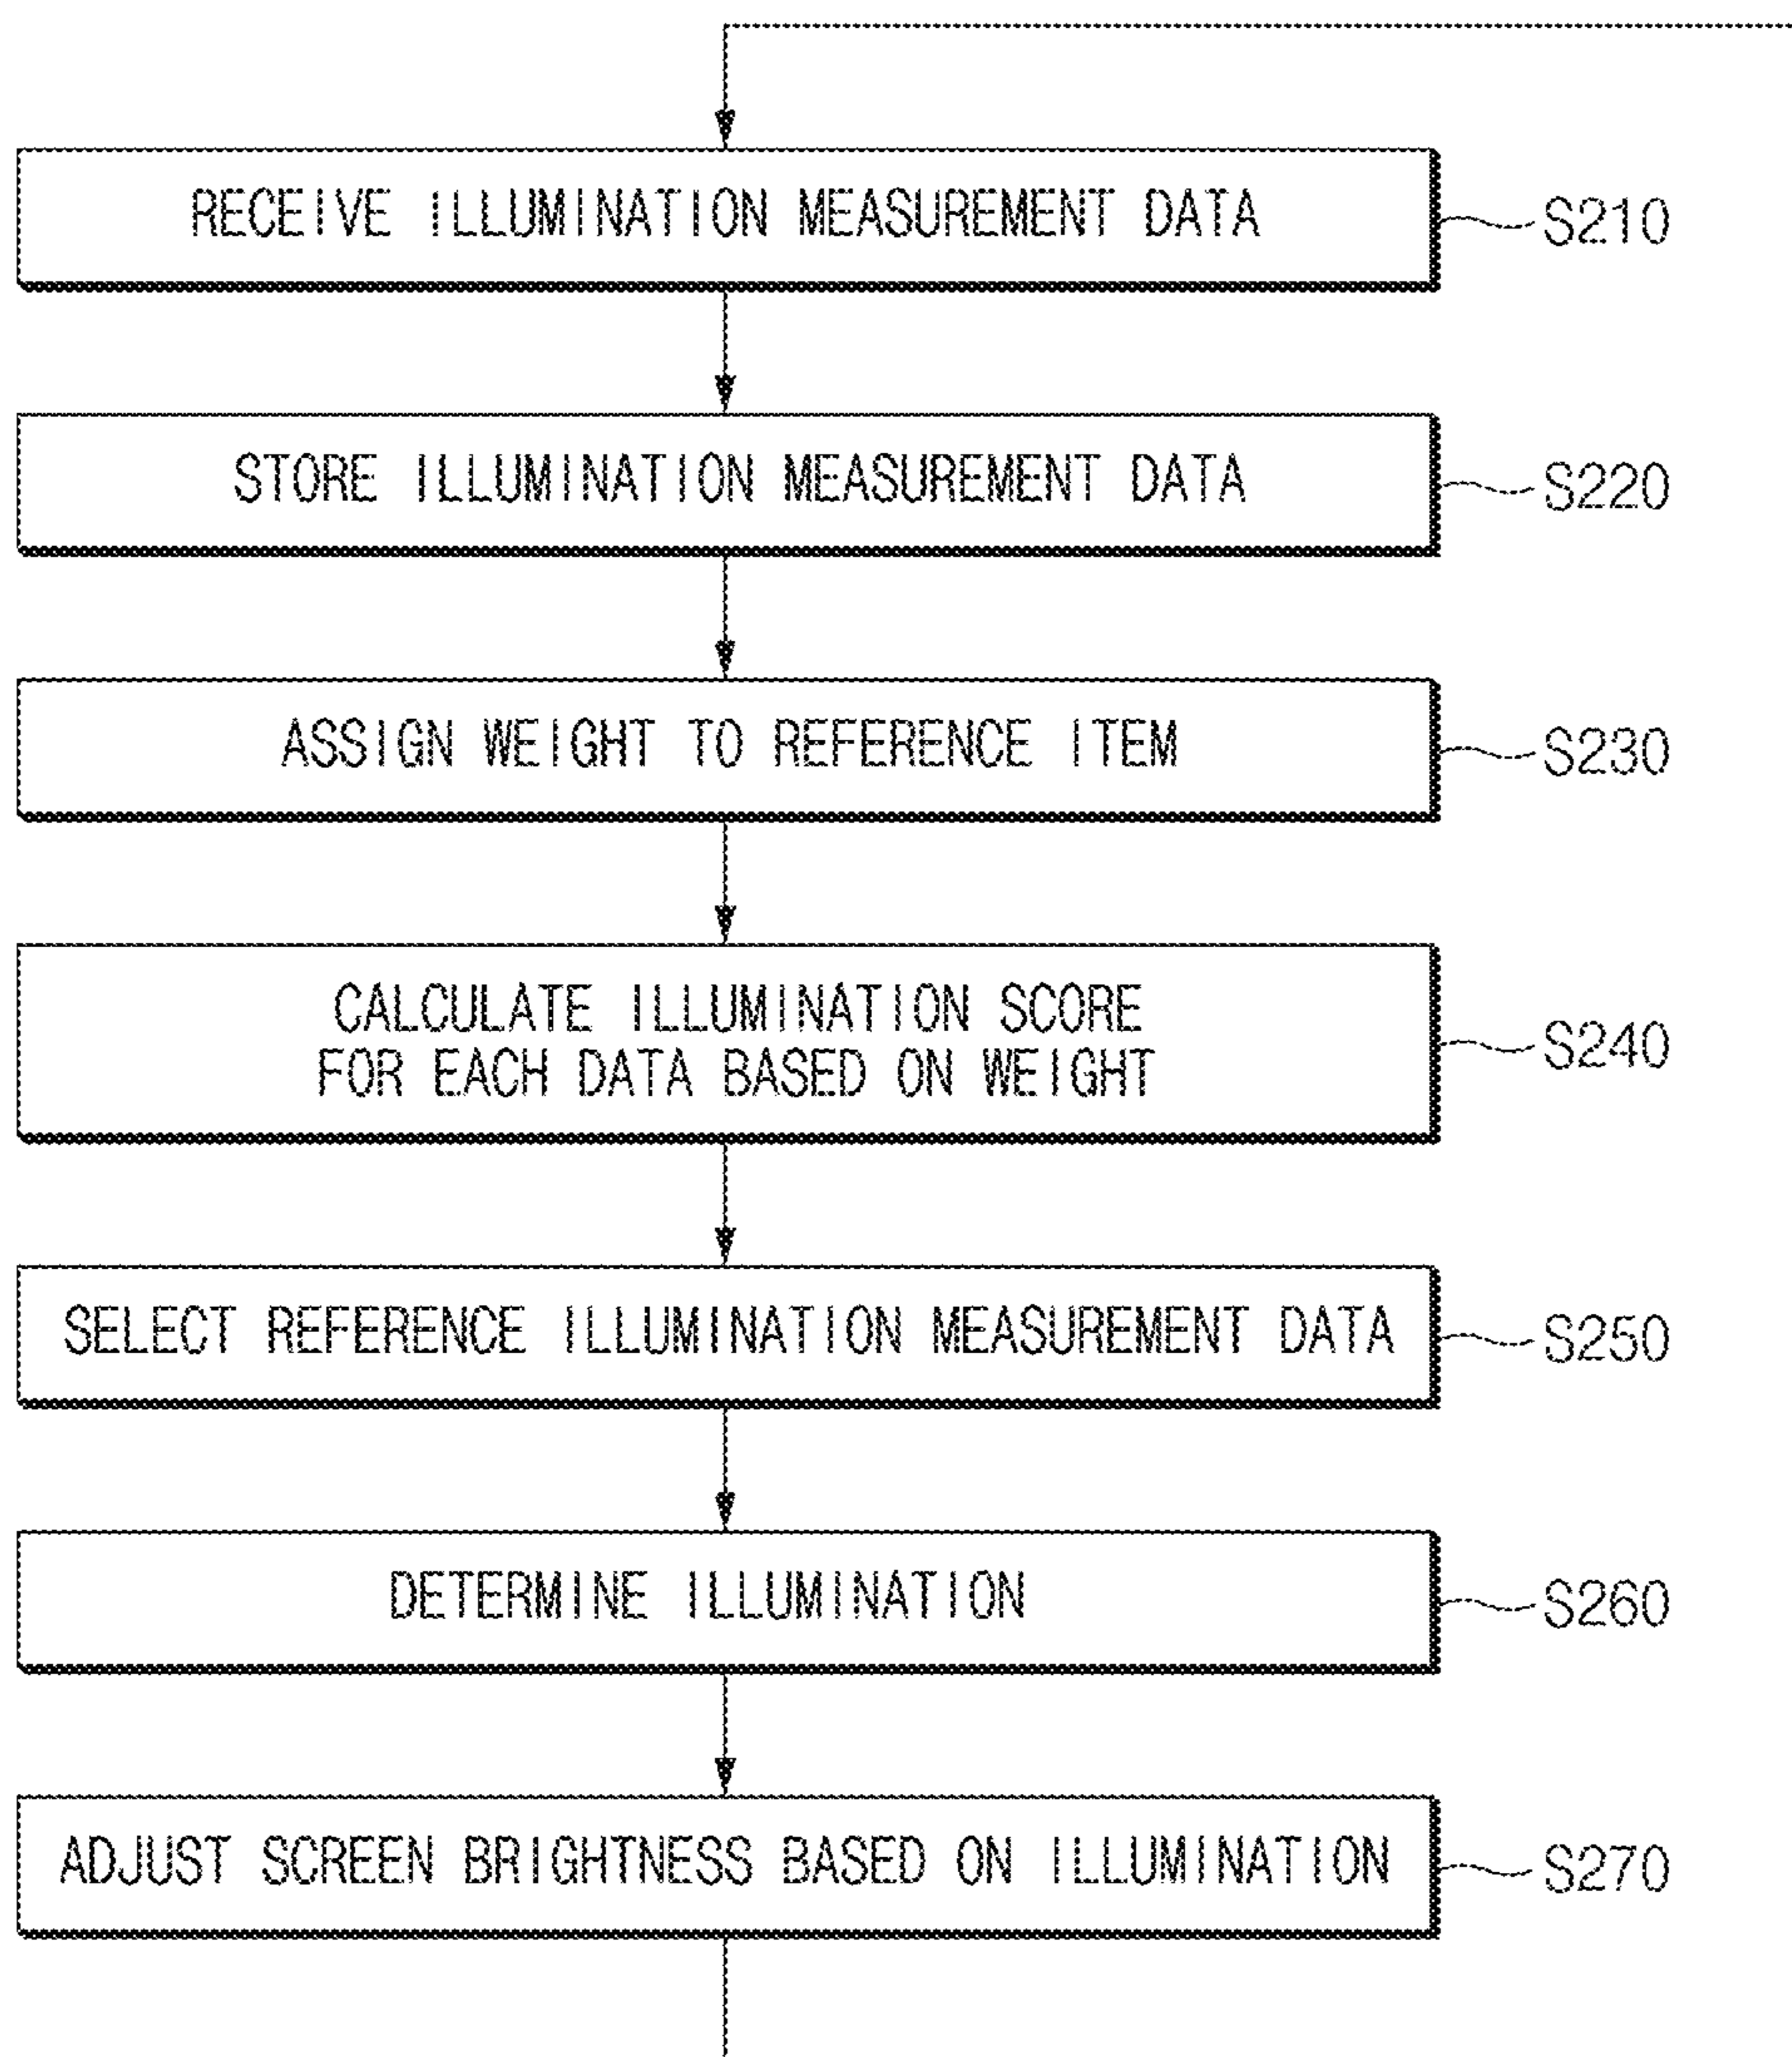 RECEIVE ILLUMINATION MEASUREMENT DATA
S210
STORE ILLUMINATION MEASUREMENT DATA
S220
ASSIGN WEIGHT TO REFERENCE ITEM
S230
CALCULATE ILLUMINATION SCORE
FOR EACH DATA BASED ON WEIGHT
S240
SELECT REFERENCE ILLUMINATION MEASUREMENT DATA
S250
DETERMINE ILLUMINATION
S260
ADJUST SCREEN BRIGHTNESS BASED ON ILLUMINATION
S270